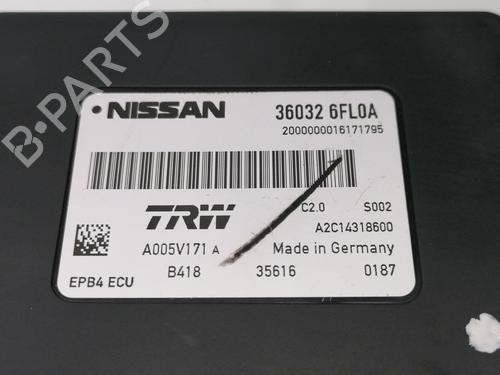 B-PARTS
NISSAN 36032 6FL0A
2000000016171795
TRW C2.0 S002
A2C14318600
A005V171 A Made in Germany
B418 35616 0187
EPB4 ECU